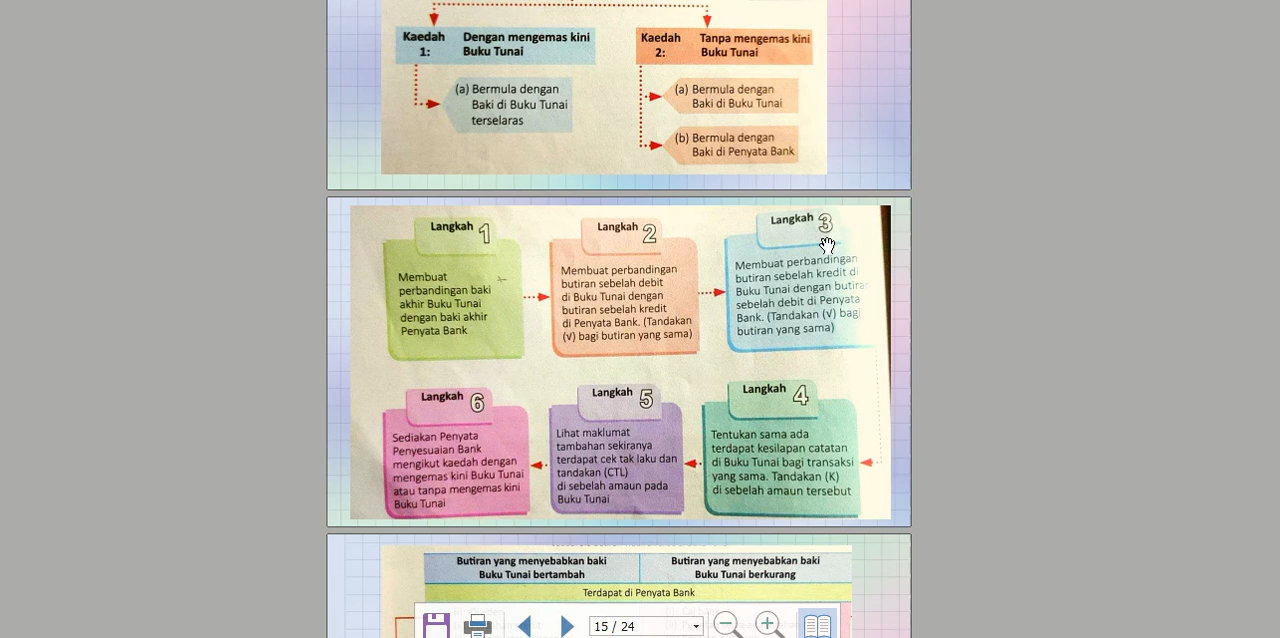 Kaedah 1: Dengan mengemas kini
Buku Tunai
(a) Bermula dengan
Baki di Buku Tunai
terselaras
Kaedah 2: Tanpa mengemas kini
Buku Tunai
(a) Bermula dengan
Baki di Buku Tunai
(b) Bermula dengan
Baki di Penyata Bank
Langkah 1
Membuat
perbandingan baki
akhir Buku Tunai
dengan baki akhir
Penyata Bank
Langkah 2
Membuat perbandingan
butiran sebelah debit
di Buku Tunai dengan
butiran sebelah kredit
di Penyata Bank. (Tandakan
(√) bagi butiran yang sama)
Langkah 3
Membuat perbandingan
butiran sebelah kredit di
Buku Tunai dengan butiran
sebelah debit di Penyata
Bank. (Tandakan (√) bagi
butiran yang sama)
Langkah 4
Tentukan sama ada
terdapat kesilapan catatan
di Buku Tunai bagi transaksi
yang sama. Tandakan (K)
di sebelah amaun tersebut
Langkah 5
Lihat maklumat
tambahan sekiranya
terdapat cek tak laku dan
tandakan (CTL)
di sebelah amaun pada
Buku Tunai
Langkah 6
Sediakan Penyata
Penyesuaian Bank
mengikut kaedah dengan
mengemas kini Buku Tunai
atau tanpa mengemas kini
Buku Tunai
Butiran yang menyebabkan baki
Buku Tunai bertambah
Butiran yang menyebabkan baki
Buku Tunai berkurang
Terdapat di Penyata Bank
15 / 24